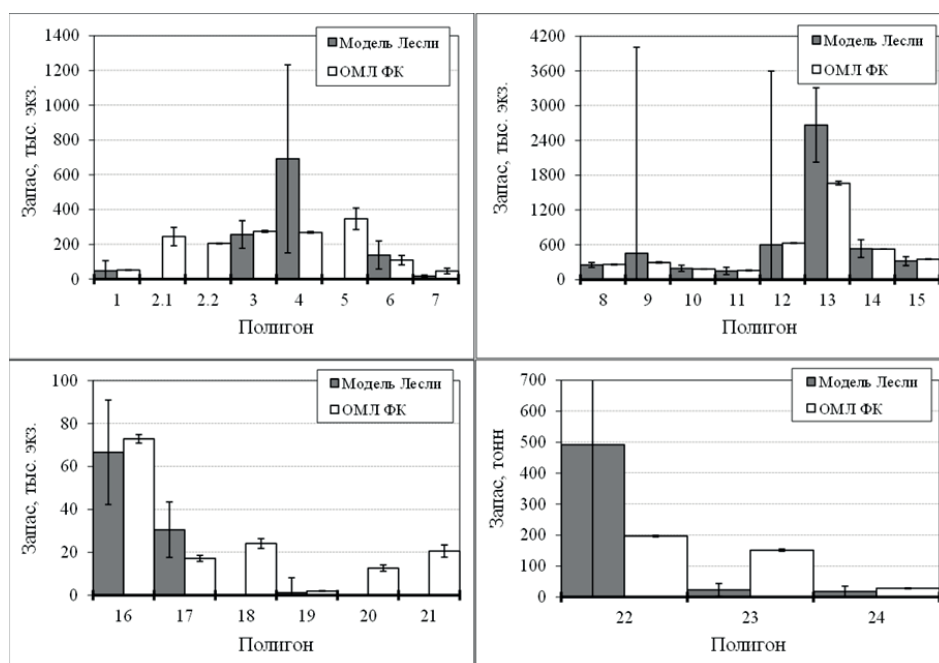 1400
1200
1000
800
600
400
200
0
Запас, тыс. экз.
Модель Лесли
ОМЛ ФК
1 2.1 2.2 3 4 5 6 7
Полигон
4200
3600
3000
2400
1800
1200
600
0
Запас, тыс. экз.
Модель Лесли
ОМЛ ФК
8 9 10 11 12 13 14 15
Полигон
100
80
60
40
20
0
Запас, тыс. экз.
Модель Лесли
ОМЛ ФК
16 17 18 19 20 21
Полигон
700
600
500
400
300
200
100
0
Запас, тонн
Модель Лесли
ОМЛ ФК
22 23 24
Полигон